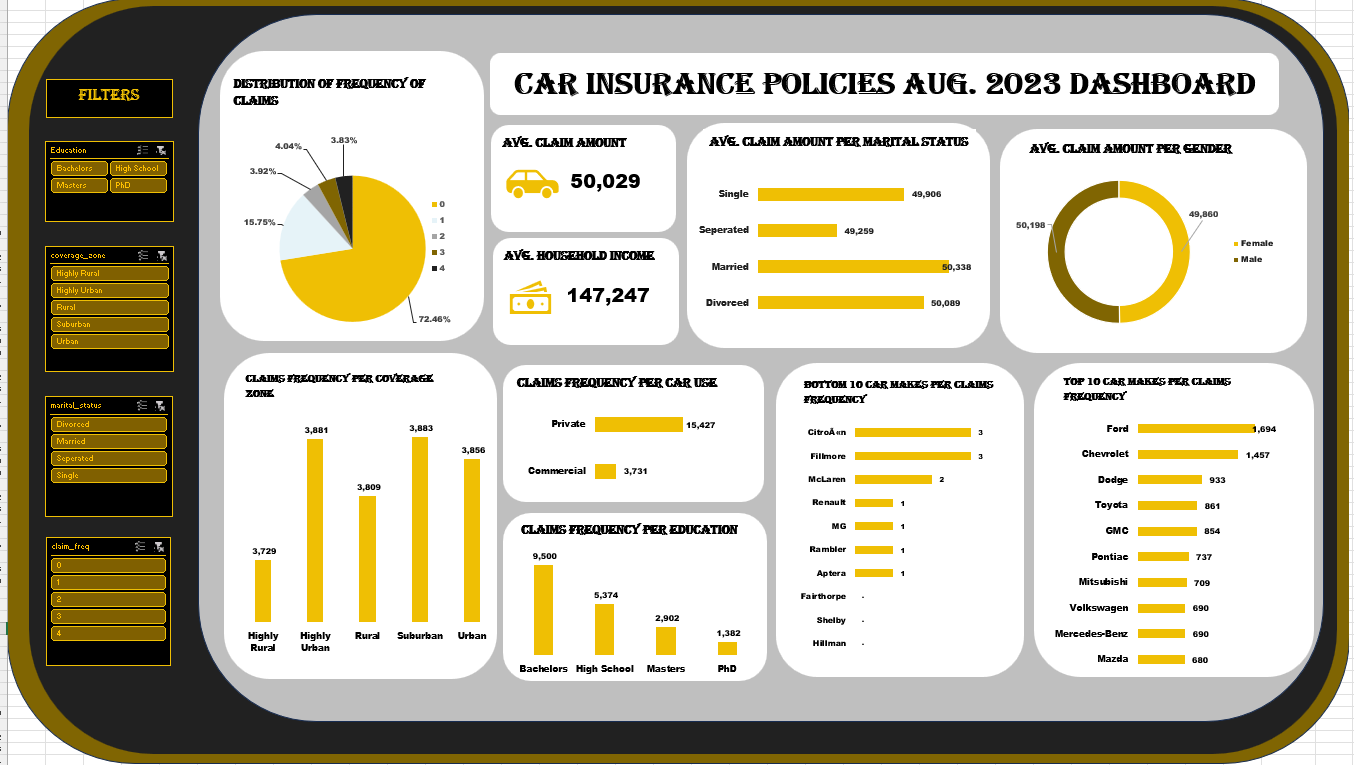 FILTERS
Education
Bachelors
High School
Masters
PhD
coverage_zone
Highly Rural
Highly Urban
Rural
Suburban
Urban
marital_status
Divorced
Married
Seperated
Single
claim_freq
0
1
2
3
4
DISTRIBUTION OF FREQUENCY OF
CLAIMS
3.83%
4.04%
3.92%
15.75%
72.46%
0
1
2
3
4
CAR INSURANCE POLICIES AUG. 2023 DASHBOARD
AVG. CLAIM AMOUNT
50,029
AVG. HOUSEHOLD INCOME
147,247
AVG. CLAIM AMOUNT PER MARITAL STATUS
Single 49,906
Seperated 49,259
Married 50,338
Divorced 50,089
AVG. CLAIM AMOUNT PER GENDER
50,198
49,860
Female
Male
CLAIMS FREQUENCY PER COVERAGE
ZONE
3,729
3,881
3,809
3,883
3,856
Highly
Rural
Highly
Urban
Rural
Suburban
Urban
CLAIMS FREQUENCY PER CAR USE
Private 15,427
Commercial 3,731
CLAIMS FREQUENCY PER EDUCATION
9,500
5,374
2,902
1,382
Bachelors
High School
Masters
PhD
BOTTOM 10 CAR MAKES PER CLAIMS
FREQUENCY
CitroÃ«n 3
Fillmore 3
McLaren 2
Renault 1
MG 1
Rambler 1
Aptera 1
Fairthorpe -
Shelby -
Hillman -
TOP 10 CAR MAKES PER CLAIMS
FREQUENCY
Ford 1,694
Chevrolet 1,457
Dodge 933
Toyota 861
GMC 854
Pontiac 737
Mitsubishi 709
Volkswagen 690
Mercedes-Benz 690
Mazda 680